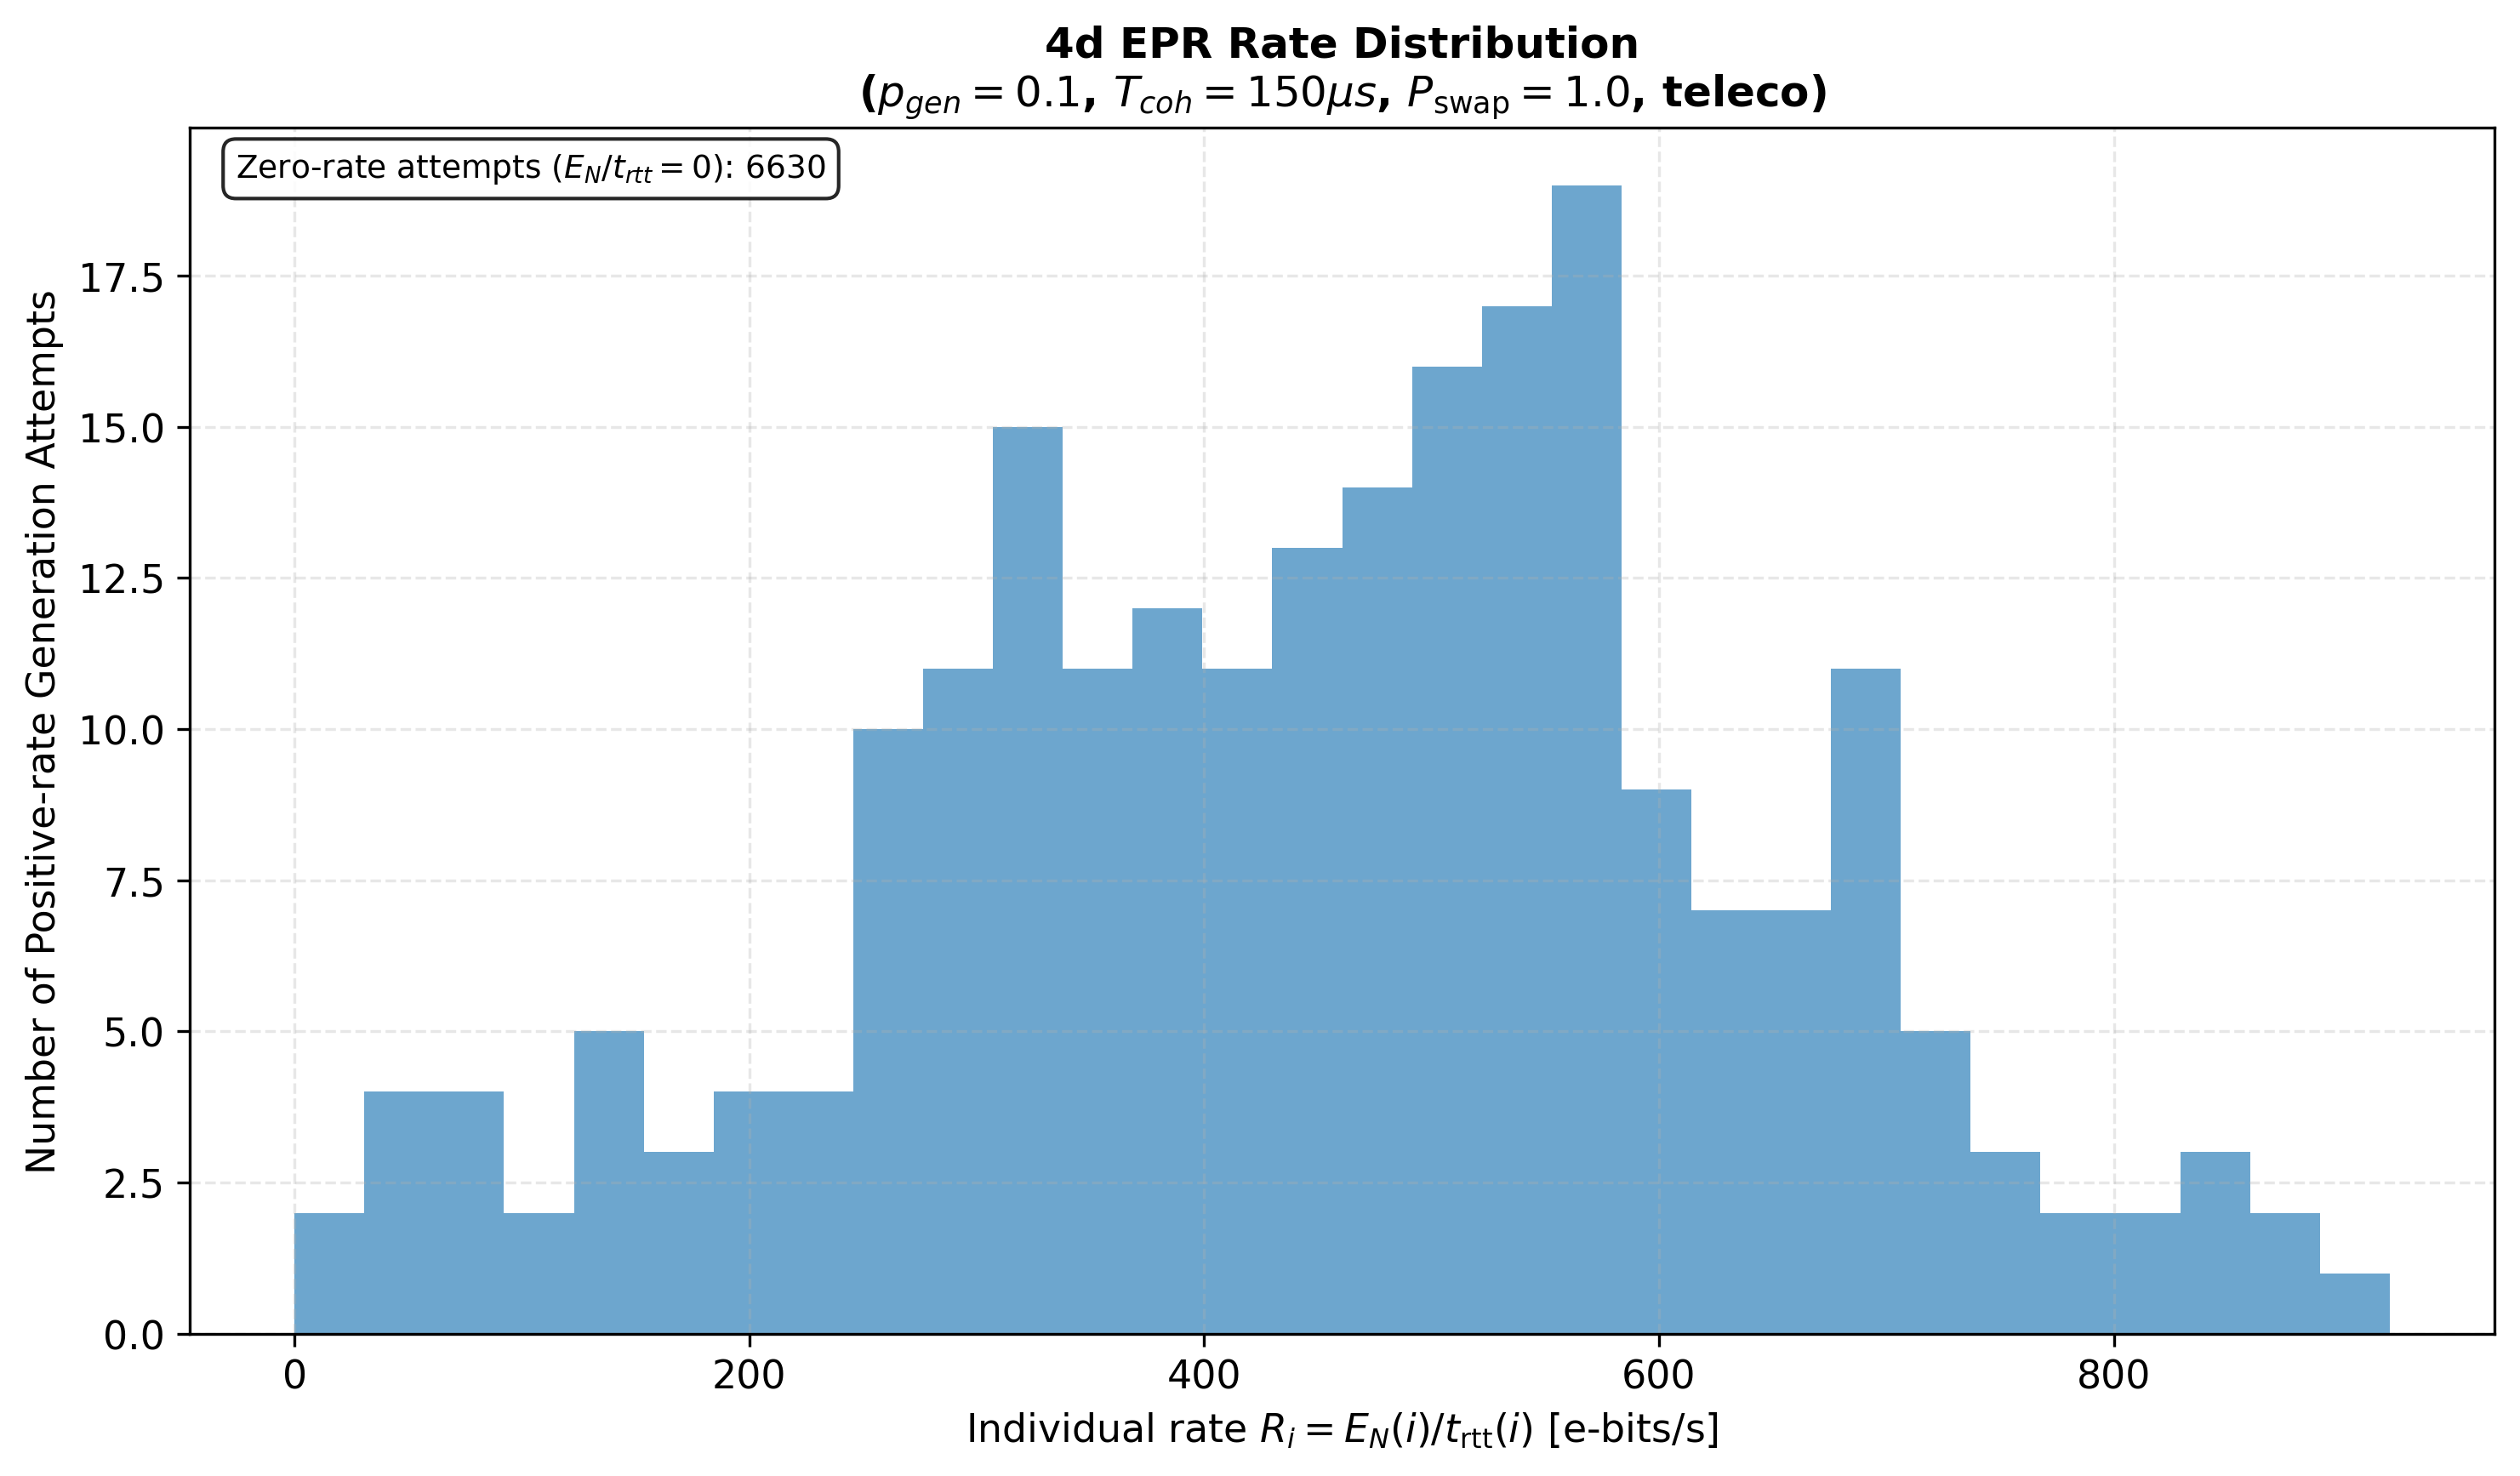 4d EPR Rate Distribution
(p_gen = 0.1, T_coh = 150μs, P_swap = 1.0, teleco)
Zero-rate attempts (E_N/t_rtt = 0): 6630
Number of Positive-rate Generation Attempts
17.5
15.0
12.5
10.0
7.5
5.0
2.5
0.0
0 200 400 600 800
Individual rate R_i = E_N(i)/t_rtt(i) [e-bits/s]